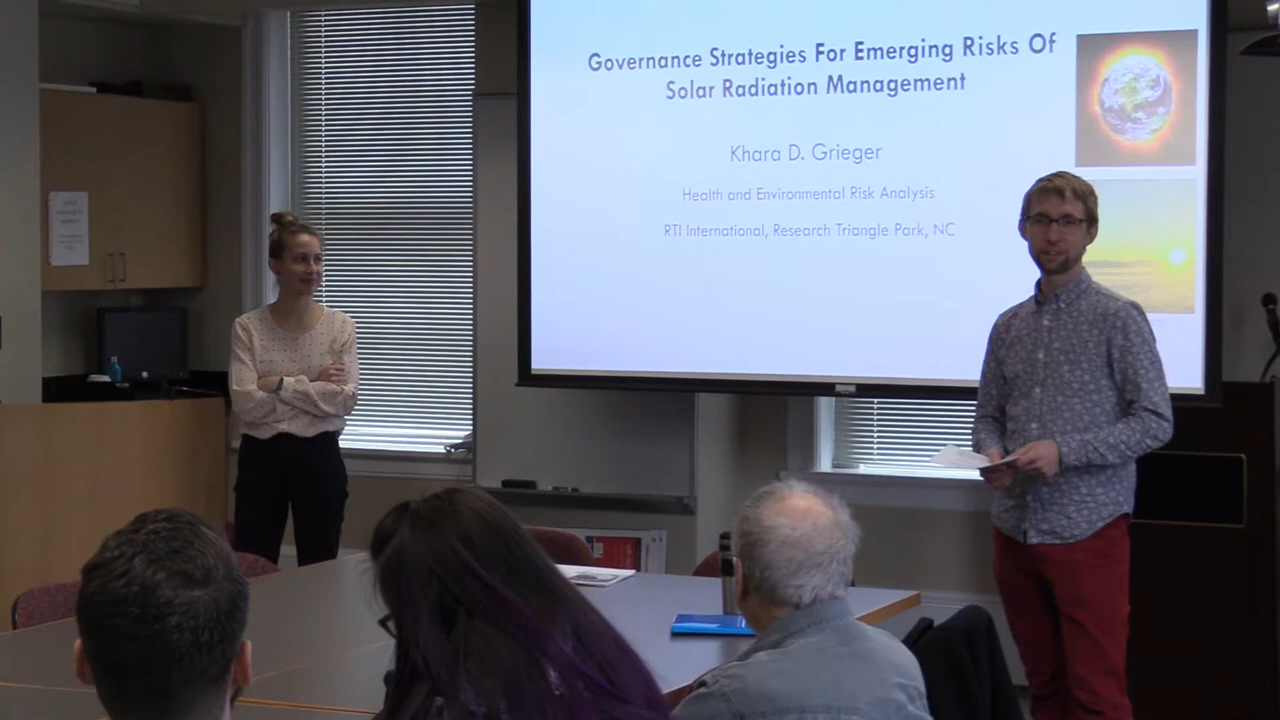 Governance Strategies For Emerging Risks Of
Solar Radiation Management
Khara D. Grieger
Health and Environmental Risk Analysis
RTI International, Research Triangle Park, NC